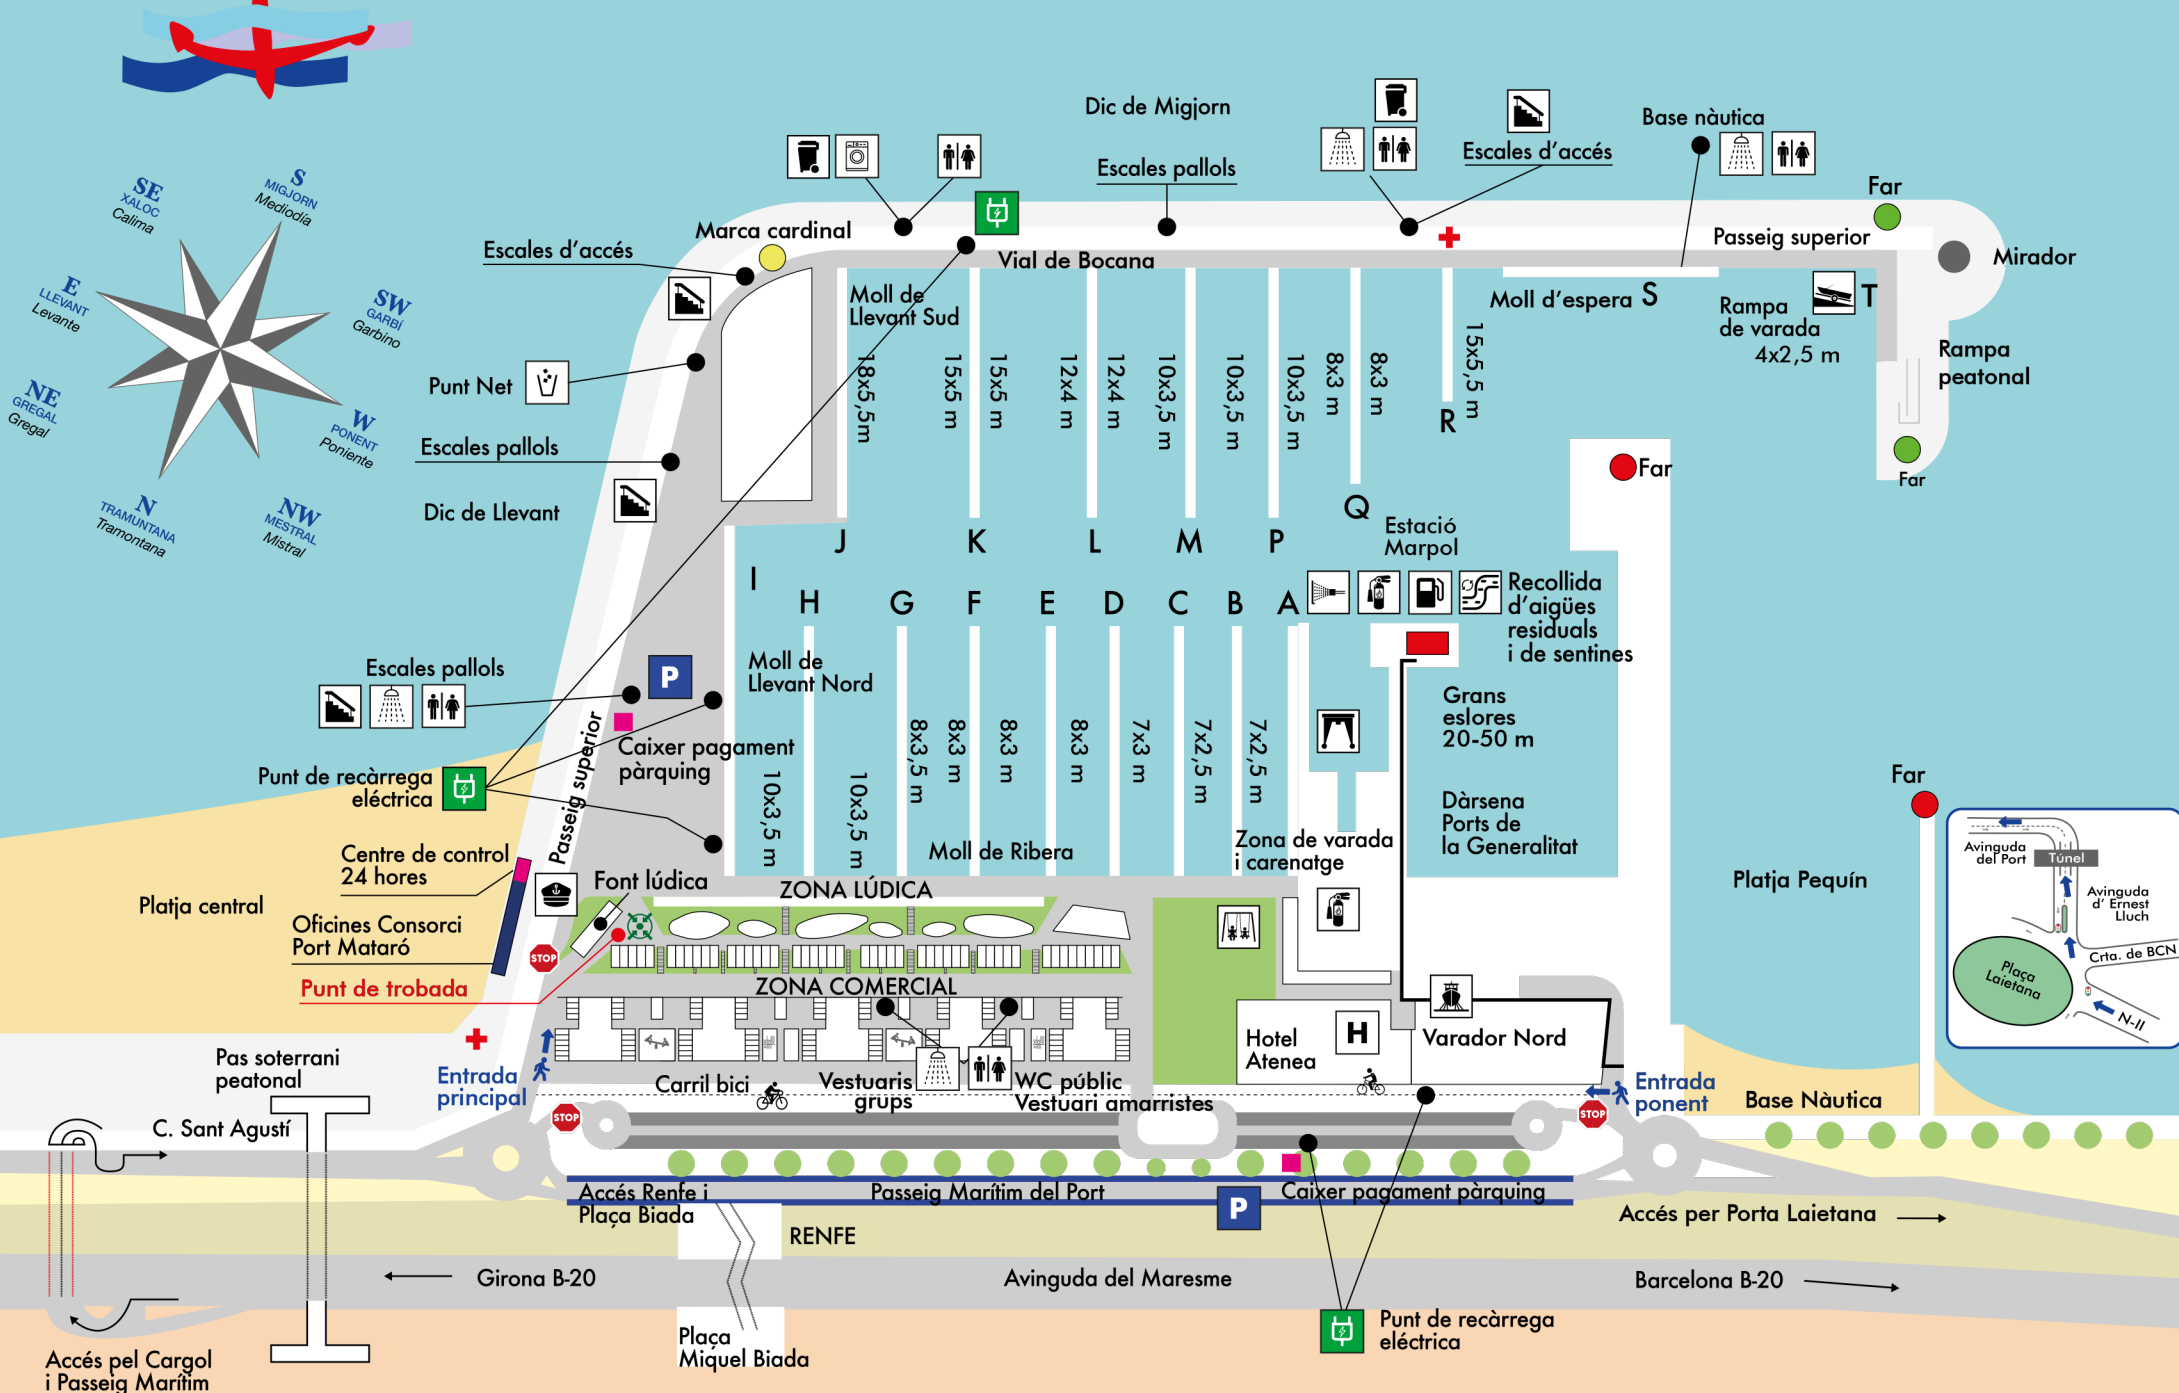 S
MIGJORN
Mediodía
SE
XALOC
Calima
E
LLEVANT
Levante
SW
GARBÍ
Garbino
NE
GREGAL
Gregal
W
PONENT
Poniente
N
TRAMUNTANA
Tramontana
NW
MESTRAL
Mistral
Dic de Migjorn
Escales pallols
Escales d'accés
Base nàutica
Far
Marca cardinal
Escales d'accés
Vial de Bocana
Passeig superior
Mirador
Moll de
Llevant Sud
Moll d'espera S
Rampa
de varada
4x2,5 m
T
Rampa
peatonal
Far
Punt Net
Escales pallols
Dic de Llevant
18x5,5m
15x5 m
15x5 m
12x4 m
12x4 m
10x3,5 m
10x3,5 m
10x3,5 m
8x3 m
8x3 m
15x5,5 m
R
Q
Far
J
K
L
M
P
Estació
Marpol
I
H
G
F
E
D
C
B
A
Recollida
d'aigües
residuals
i de sentines
Escales pallols
P
Moll de
Llevant Nord
Passeig superior
Caixer pagament
pàrquing
Punt de recàrrega
eléctrica
10x3,5 m
10x3,5 m
8x3,5 m
8x3 m
8x3 m
8x3 m
7x3 m
7x2,5 m
7x2,5 m
Grans
eslores
20-50 m
Dàrsena
Ports de
la Generalitat
Zona de varada
i carenatge
Moll de Ribera
Far
Platja Pequín
Avinguda
del Port
Túnel
Avinguda
d' Ernest
Lluch
Crta. de BCN
Plaça
Laietana
N-II
Centre de control
24 hores
Platja central
Oficines Consorci
Port Mataró
Punt de trobada
Font lúdica
ZONA LÚDICA
STOP
ZONA COMERCIAL
Hotel
Atenea
H
Varador Nord
Pas soterrani
peatonal
Entrada
principal
Carril bici
Vestuaris
grups
WC públic
Vestuari amarristes
Entrada
ponent
STOP
STOP
Base Nàutica
C. Sant Agustí
Accés Renfe i
Plaça Biada
Passeig Marítim del Port
P
Caixer pagament pàrquing
Accés per Porta Laietana
RENFE
Girona B-20
Avinguda del Maresme
Barcelona B-20
Punt de recàrrega
eléctrica
Plaça
Miquel Biada
Accés pel Cargol
i Passeig Marítim